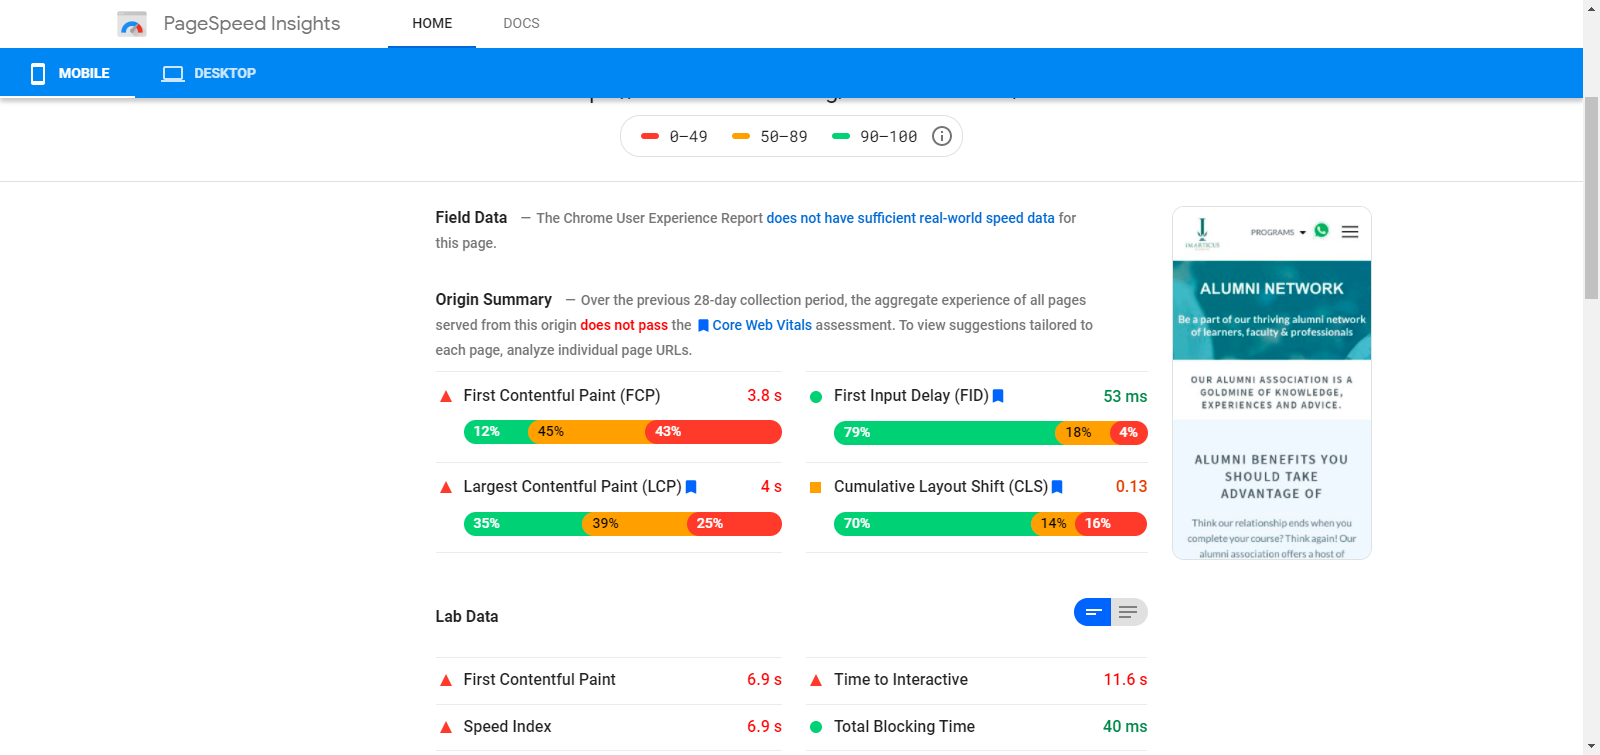 PageSpeed Insights
HOME
DOCS
MOBILE
DESKTOP
0–49
50–89
90–100
Field Data — The Chrome User Experience Report does not have sufficient real-world speed data for
this page.
Origin Summary — Over the previous 28-day collection period, the aggregate experience of all pages
served from this origin does not pass the Core Web Vitals assessment. To view suggestions tailored to
each page, analyze individual page URLs.
First Contentful Paint (FCP) 3.8 s
12% 45% 43%
First Input Delay (FID) 53 ms
79% 18% 4%
Largest Contentful Paint (LCP) 4 s
35% 39% 25%
Cumulative Layout Shift (CLS) 0.13
70% 14% 16%
Lab Data
First Contentful Paint 6.9 s
Time to Interactive 11.6 s
Speed Index 6.9 s
Total Blocking Time 40 ms
IMARTICUS
PROGRAMS
ALUMNI NETWORK
Be a part of our thriving alumni network
of learners, faculty & professionals
OUR ALUMNI ASSOCIATION IS A
GOLDMINE OF KNOWLEDGE,
EXPERIENCES AND ADVICE.
ALUMNI BENEFITS YOU
SHOULD TAKE
ADVANTAGE OF
Think our relationship ends when you
complete your course? Think again! Our
alumni association offers a host of